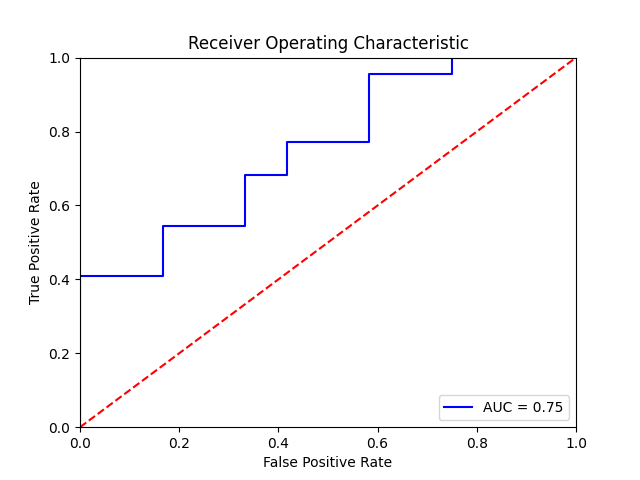 Receiver Operating Characteristic
True Positive Rate
1.0
0.8
0.6
0.4
0.2
0.0
AUC = 0.75
0.0 0.2 0.4 0.6 0.8 1.0
False Positive Rate